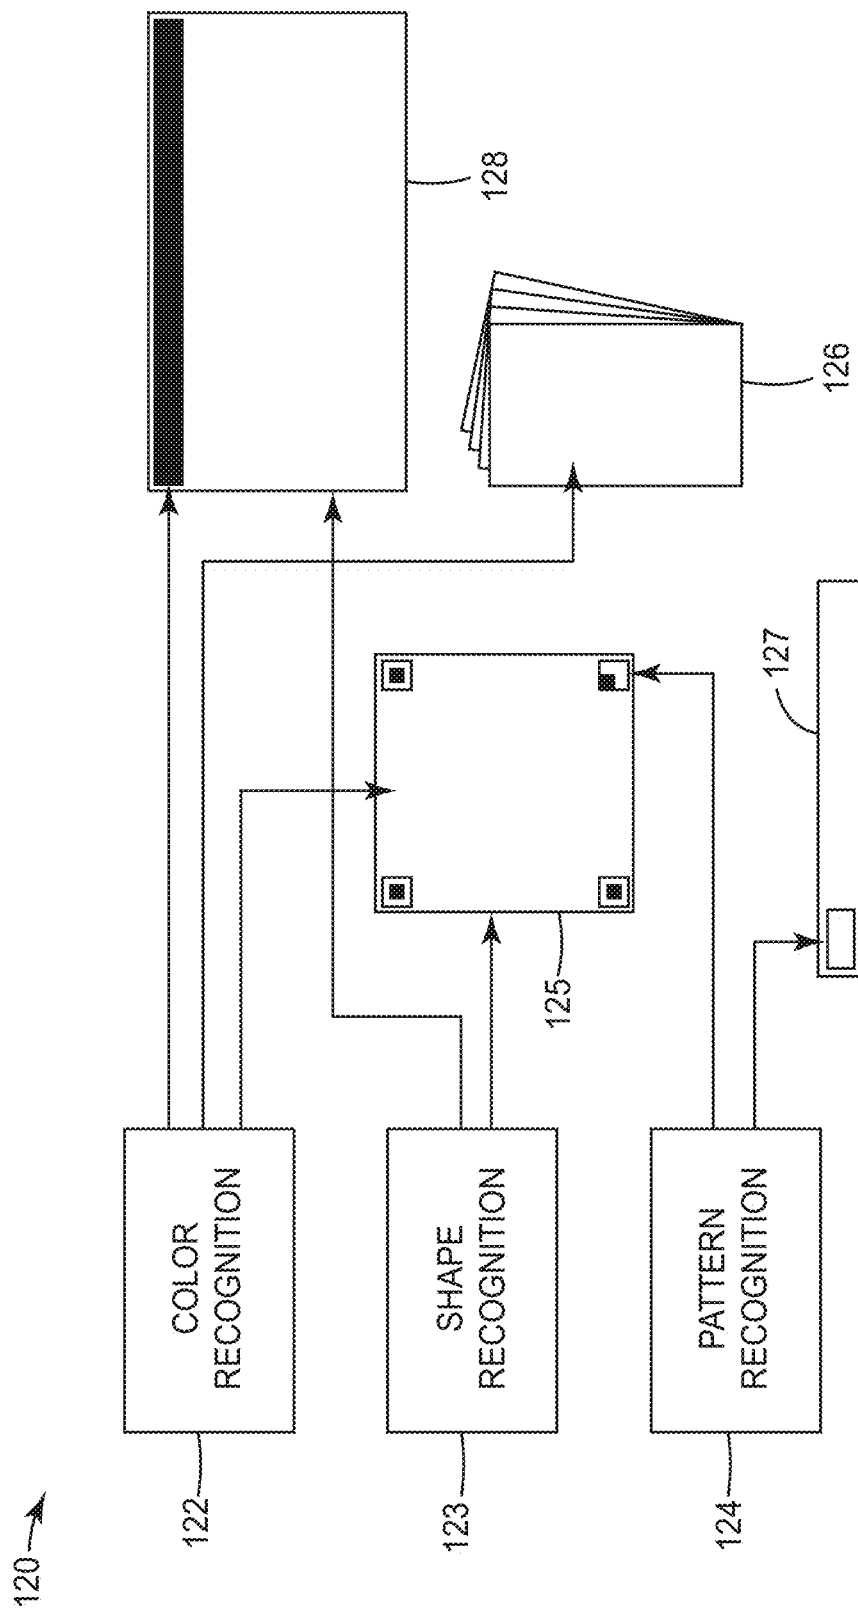 120
122
COLOR
RECOGNITION
123
SHAPE
RECOGNITION
124
PATTERN
RECOGNITION
125
127
126
128